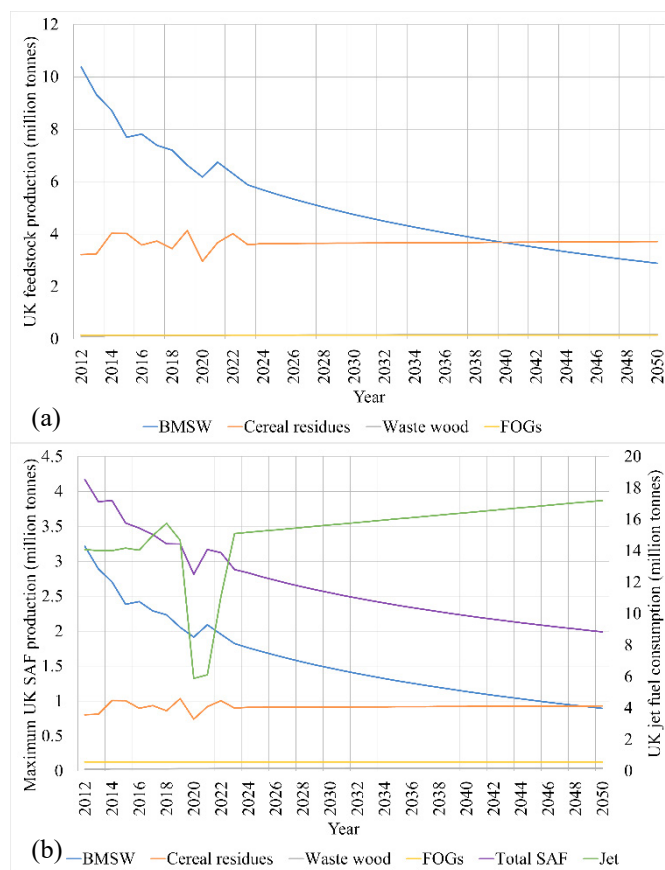 12
10
8
6
4
2
0
UK feedstock production (million tonnes)
2012 2014 2016 2018 2020 2022 2024 2026 2028 2030 2032 2034 2036 2038 2040 2042 2044 2046 2048 2050
Year
(a)
BMSW Cereal residues Waste wood FOGs
4.5
4
3.5
3
2.5
2
1.5
1
0.5
0
Maximum UK SAF production (million tonnes)
20
18
16
14
12
10
8
6
4
2
0
UK jet fuel consumption (million tonnes)
2012 2014 2016 2018 2020 2022 2024 2026 2028 2030 2032 2034 2036 2038 2040 2042 2044 2046 2048 2050
Year
(b)
BMSW Cereal residues Waste wood FOGs Total SAF Jet